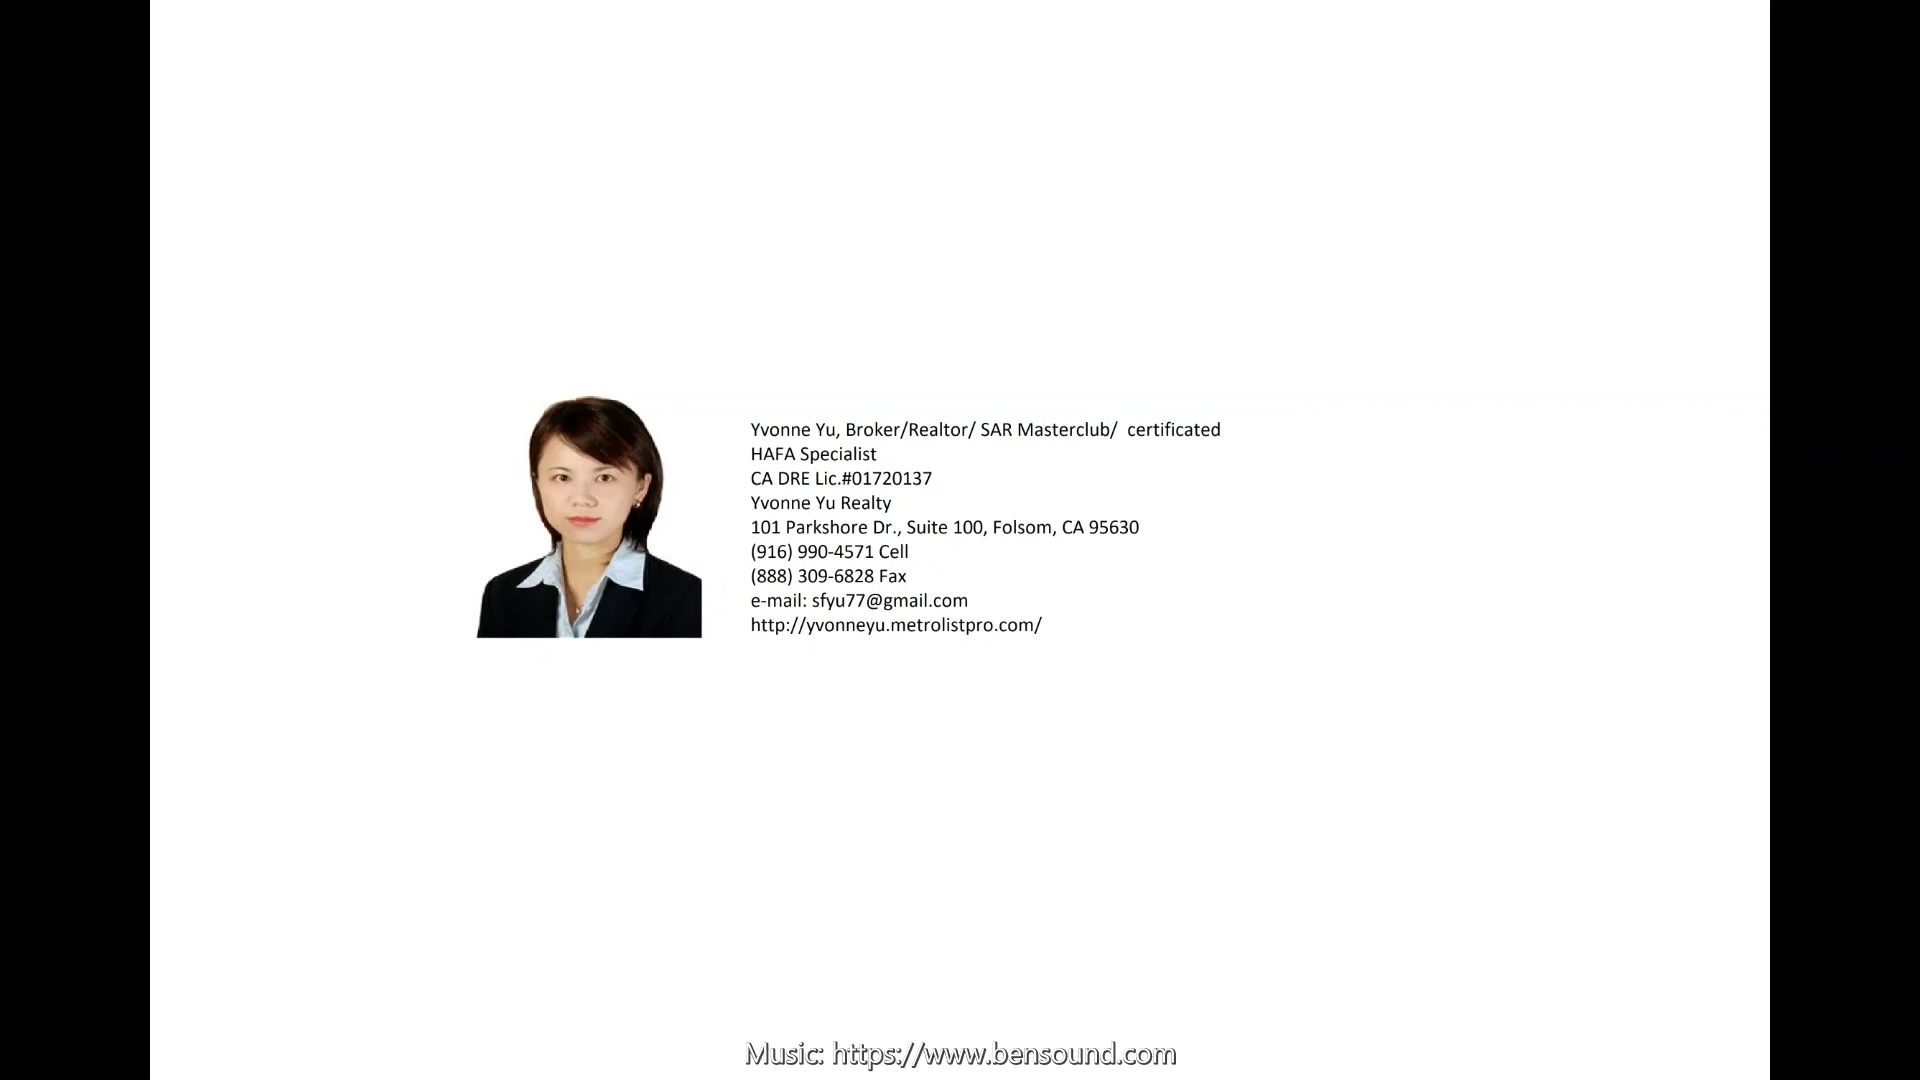 Yvonne Yu, Broker/Realtor/ SAR Masterclub/  certificated
HAFA Specialist
CA DRE Lic.#01720137
Yvonne Yu Realty
101 Parkshore Dr., Suite 100, Folsom, CA 95630
(916) 990-4571 Cell
(888) 309-6828 Fax
e-mail: sfyu77@gmail.com
http://yvonneyu.metrolistpro.com/
Music: https://www.bensound.com